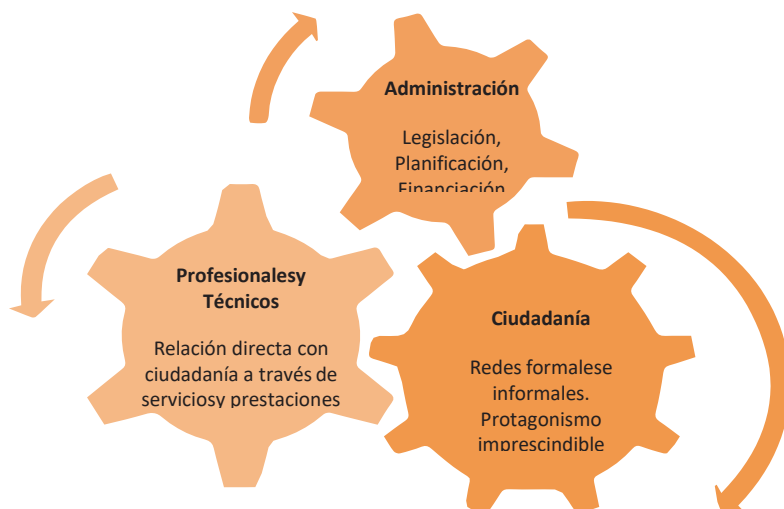 Administración
Legislación,
Planificación,
Financiación
Profesionalesy
Técnicos
Relación directa con
ciudadanía a través de
serviciosy prestaciones
Ciudadanía
Redes formalese
informales.
Protagonismo
imprescindible